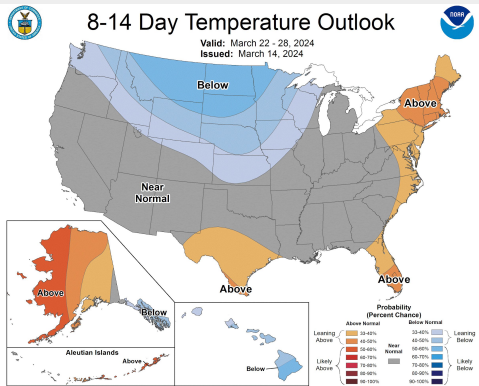 8-14 Day Temperature Outlook
Valid: March 22 - 28, 2024
Issued: March 14, 2024
NOAA
Below
Above
Near
Normal
Above
Above
Above
Below
Aleutian Islands
Above
Below
Probability
(Percent Chance)
Above Normal
Below Normal
Leaning
Above
33-40%
40-50%
50-60%
Likely
Above
60-70%
70-80%
80-90%
90-100%
Near
Normal
33-40%
40-50%
50-60%
Leaning
Below
60-70%
70-80%
80-90%
90-100%
Likely
Below